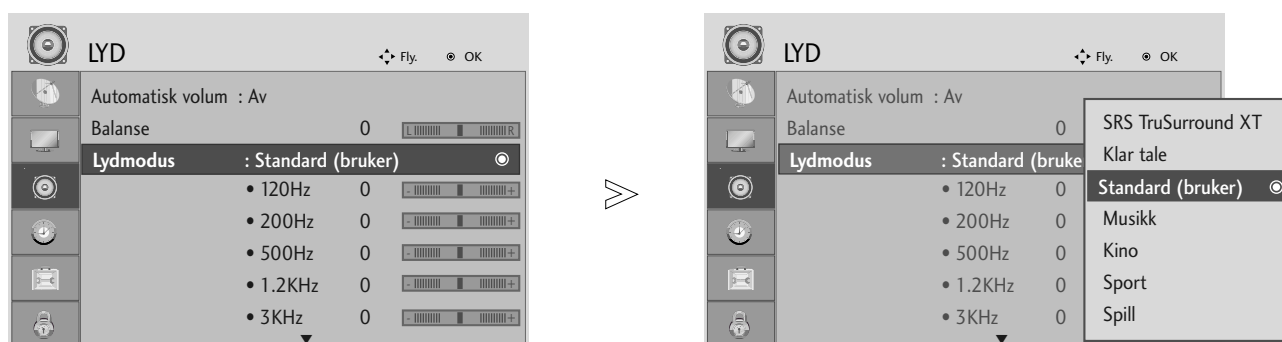 LYD
Fly. OK
Automatisk volum : Av
Balanse 0 L R
Lydmodus : Standard (bruker)
• 120Hz 0 - +
• 200Hz 0 - +
• 500Hz 0 - +
• 1.2KHz 0 - +
• 3KHz 0 - +
LYD
Fly. OK
Automatisk volum : Av
Balanse 0
Lydmodus : Standard (bruke
• 120Hz 0
• 200Hz 0
• 500Hz 0
• 1.2KHz 0
• 3KHz 0
SRS TruSurround XT
Klar tale
Standard (bruker)
Musikk
Kino
Sport
Spill